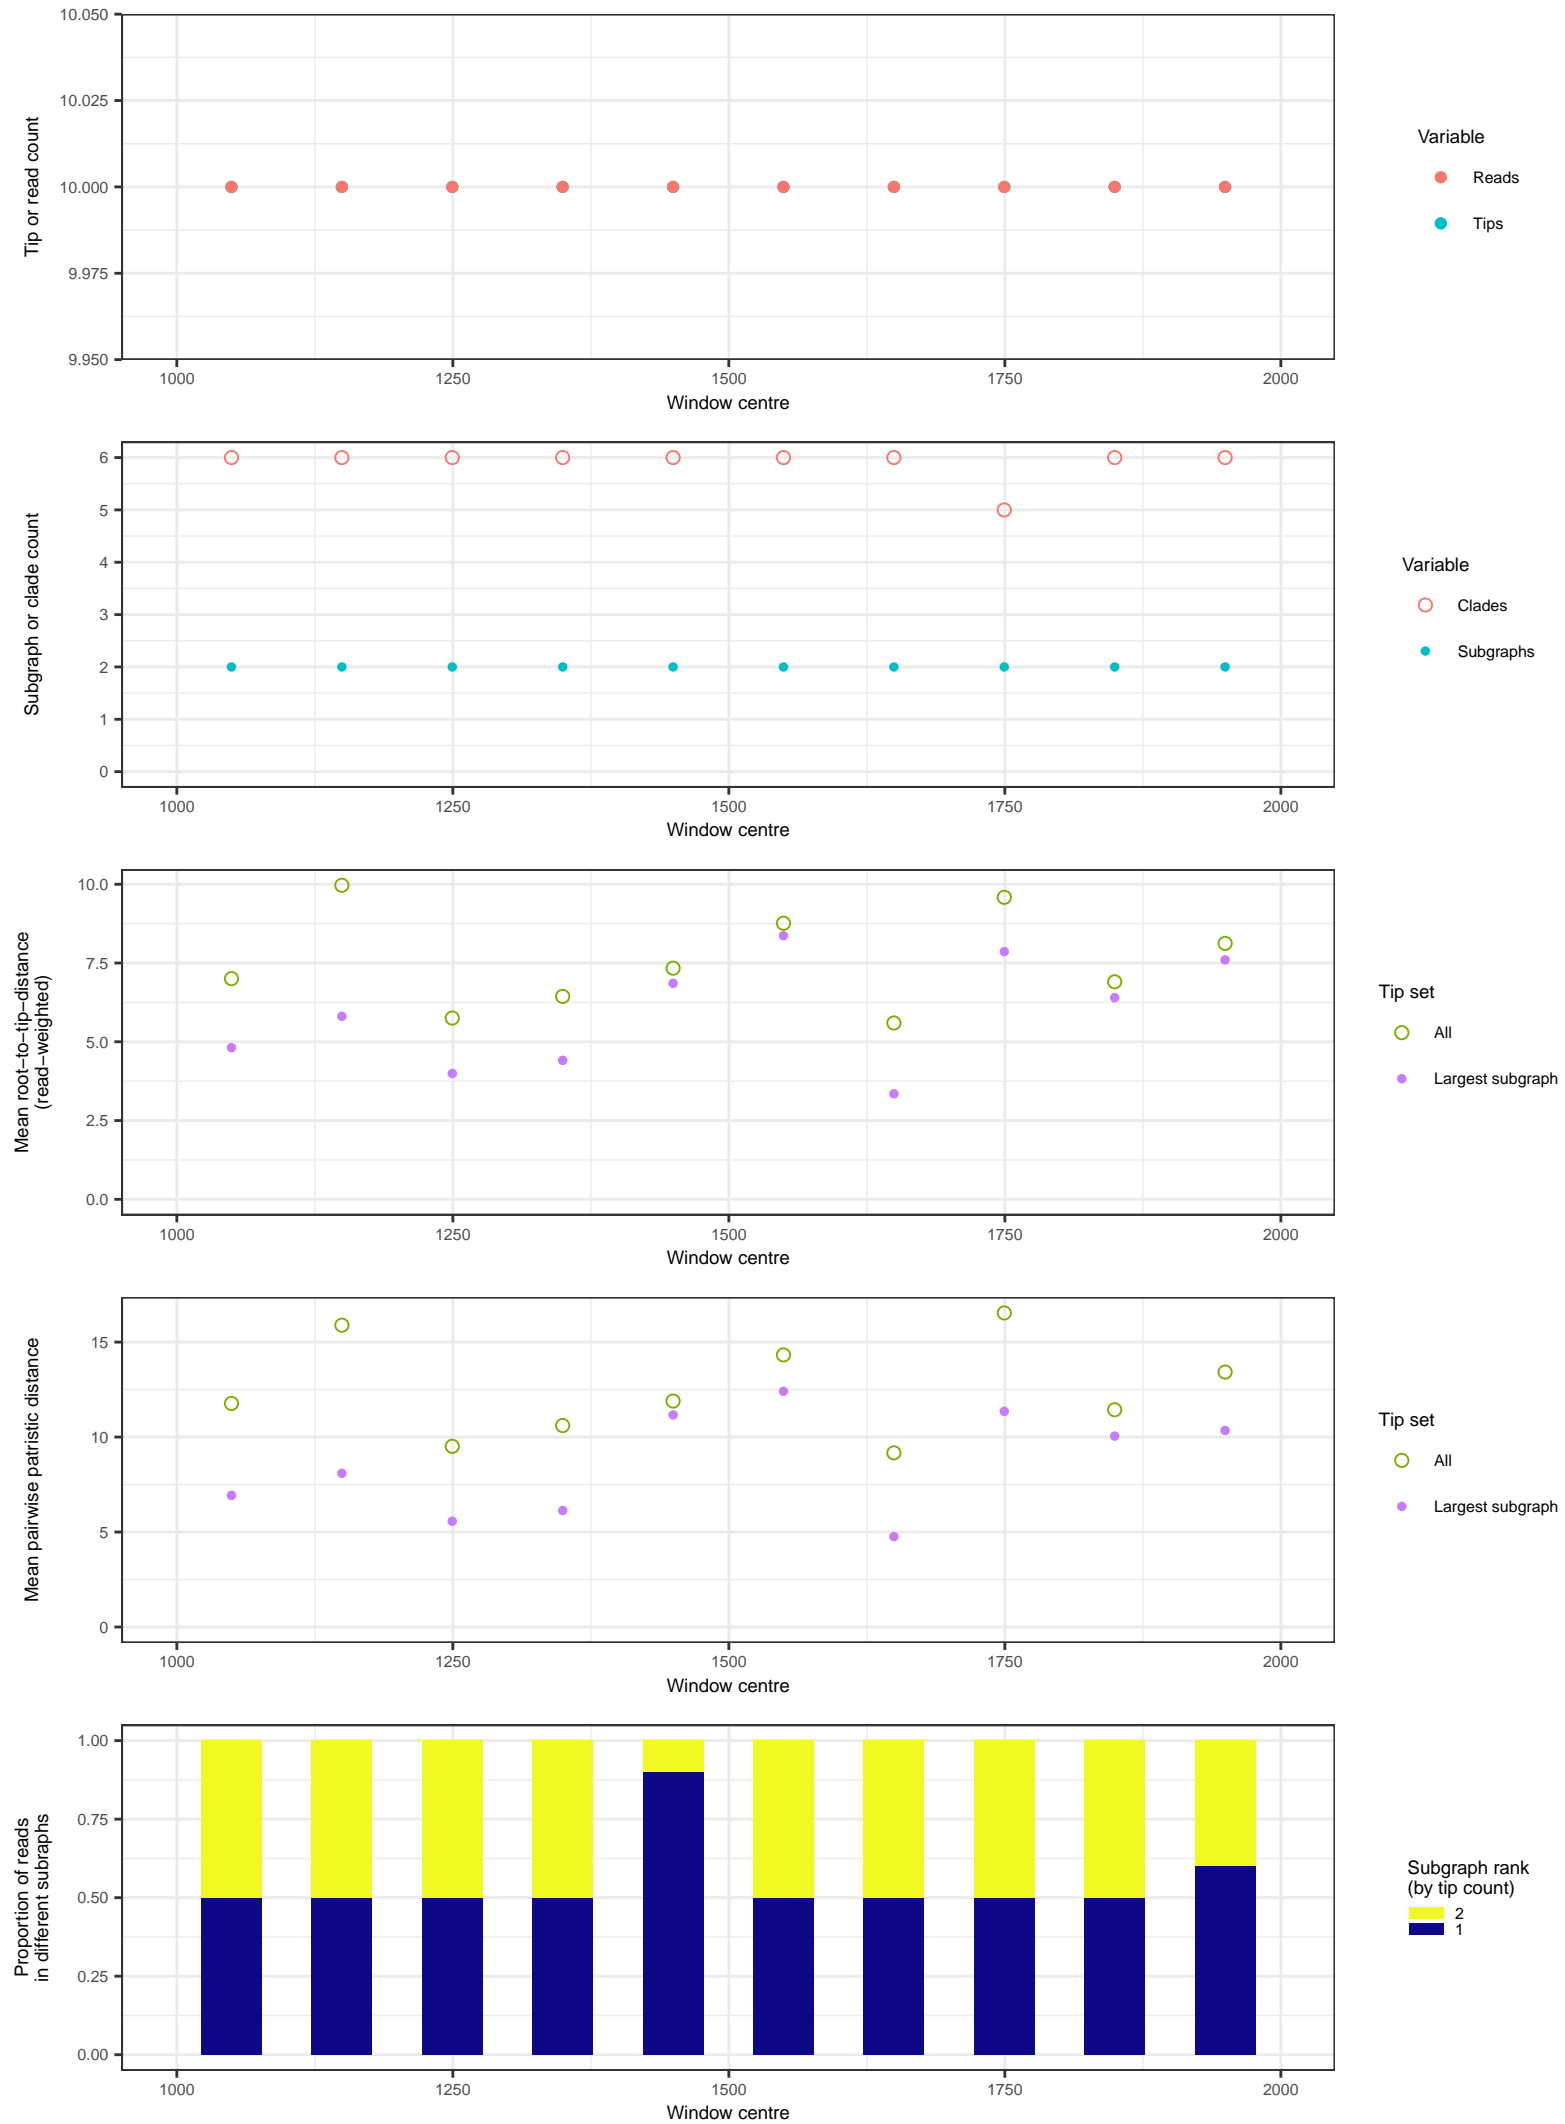 10.050
10.025
10.000
9.975
9.950
Tip or read count
1000 1250 1500 1750 2000
Window centre
Variable
Reads
Tips
6
5
4
3
2
1
0
Subgraph or clade count
1000 1250 1500 1750 2000
Window centre
Variable
Clades
Subgraphs
10.0
7.5
5.0
2.5
0.0
Mean root−to−tip−distance
(read−weighted)
1000 1250 1500 1750 2000
Window centre
Tip set
All
Largest subgraph
15
10
5
0
Mean pairwise patristic distance
1000 1250 1500 1750 2000
Window centre
Tip set
All
Largest subgraph
1.00
0.75
0.50
0.25
0.00
Proportion of reads
in different subraphs
1000 1250 1500 1750 2000
Window centre
Subgraph rank
(by tip count)
2
1